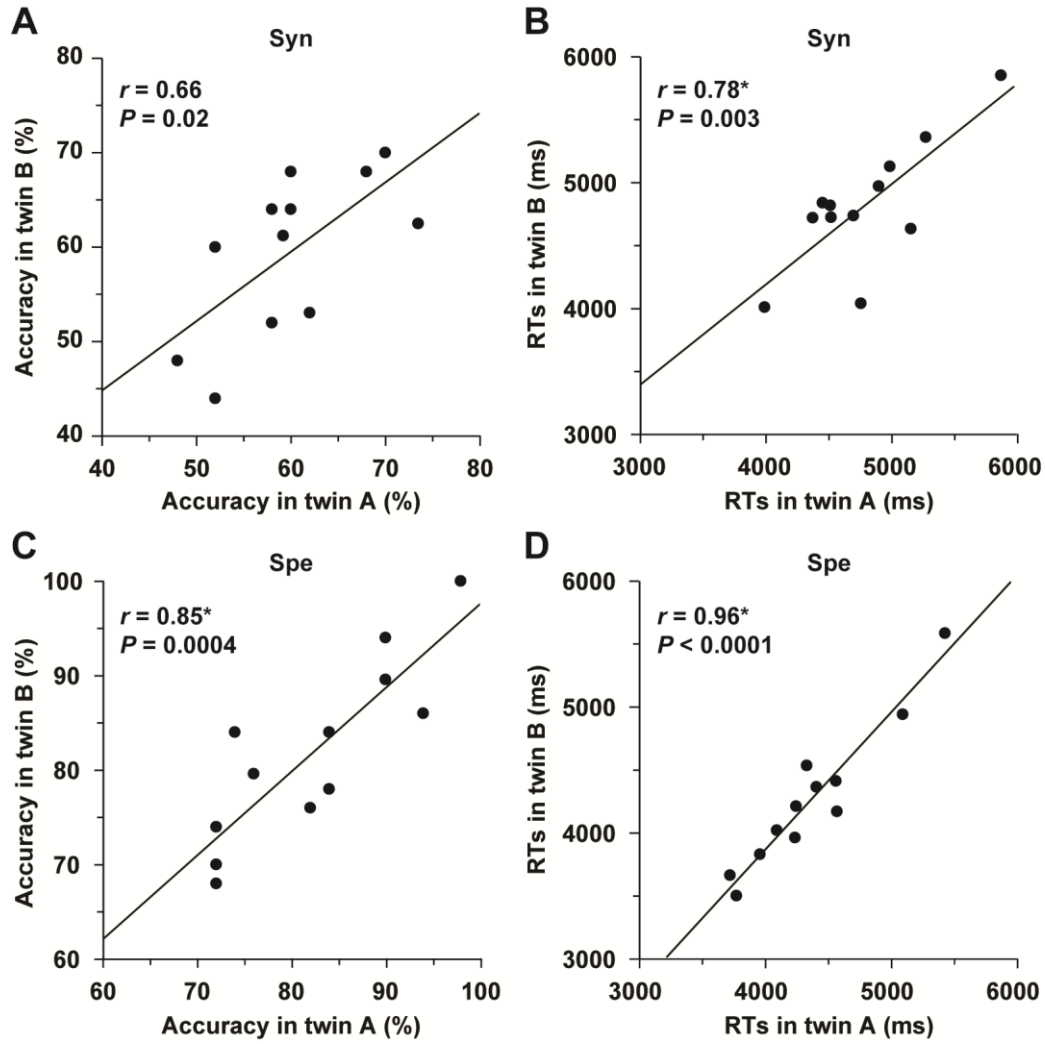 A
Syn
r = 0.66
P = 0.02
Accuracy in twin B (%)
80
70
60
50
40
40 50 60 70 80
Accuracy in twin A (%)
B
Syn
r = 0.78*
P = 0.003
RTs in twin B (ms)
6000
5000
4000
3000
3000 4000 5000 6000
RTs in twin A (ms)
C
Spe
r = 0.85*
P = 0.0004
Accuracy in twin B (%)
100
90
80
70
60
60 70 80 90 100
Accuracy in twin A (%)
D
Spe
r = 0.96*
P < 0.0001
RTs in twin B (ms)
6000
5000
4000
3000
3000 4000 5000 6000
RTs in twin A (ms)